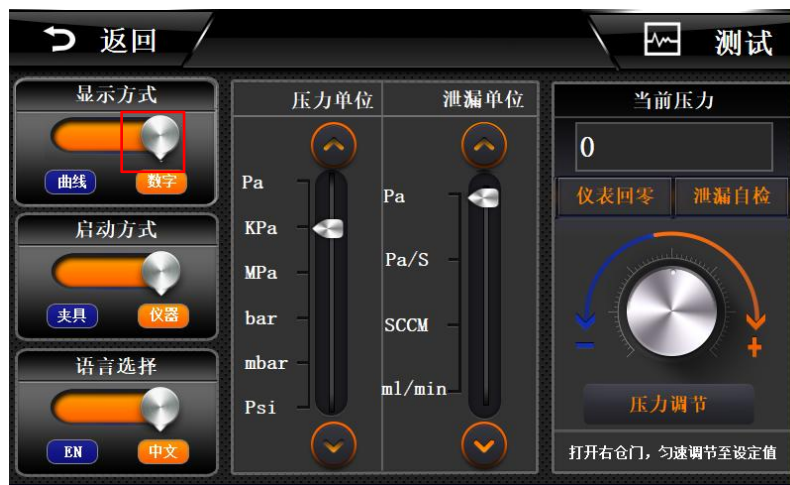 返回
测试
显示方式
曲线
数字
启动方式
夹具
仪器
语言选择
EN
中文
压力单位
Pa
KPa
MPa
bar
mbar
Psi
泄漏单位
Pa
Pa/S
SCCM
ml/min
当前压力
0
仪表回零
泄漏自检
-
+
压力调节
打开右仓门，匀速调节至设定值